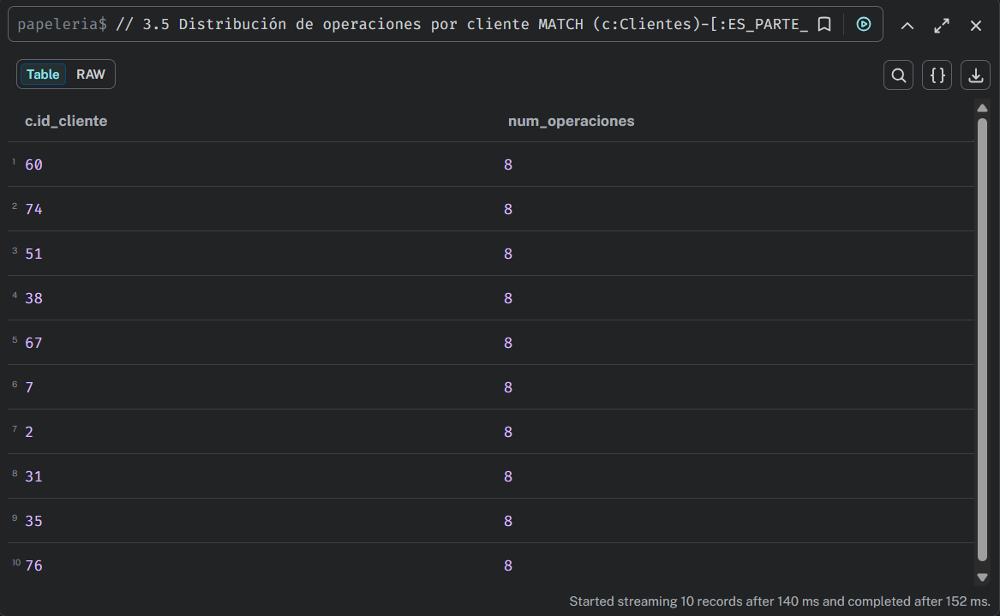 papeleria$ // 3.5 Distribución de operaciones por cliente MATCH (c:Clientes)-[:ES_PARTE_
Table RAW
c.id_cliente num_operaciones
1 60 8
2 74 8
3 51 8
4 38 8
5 67 8
6 7 8
7 2 8
8 31 8
9 35 8
10 76 8
Started streaming 10 records after 140 ms and completed after 152 ms.